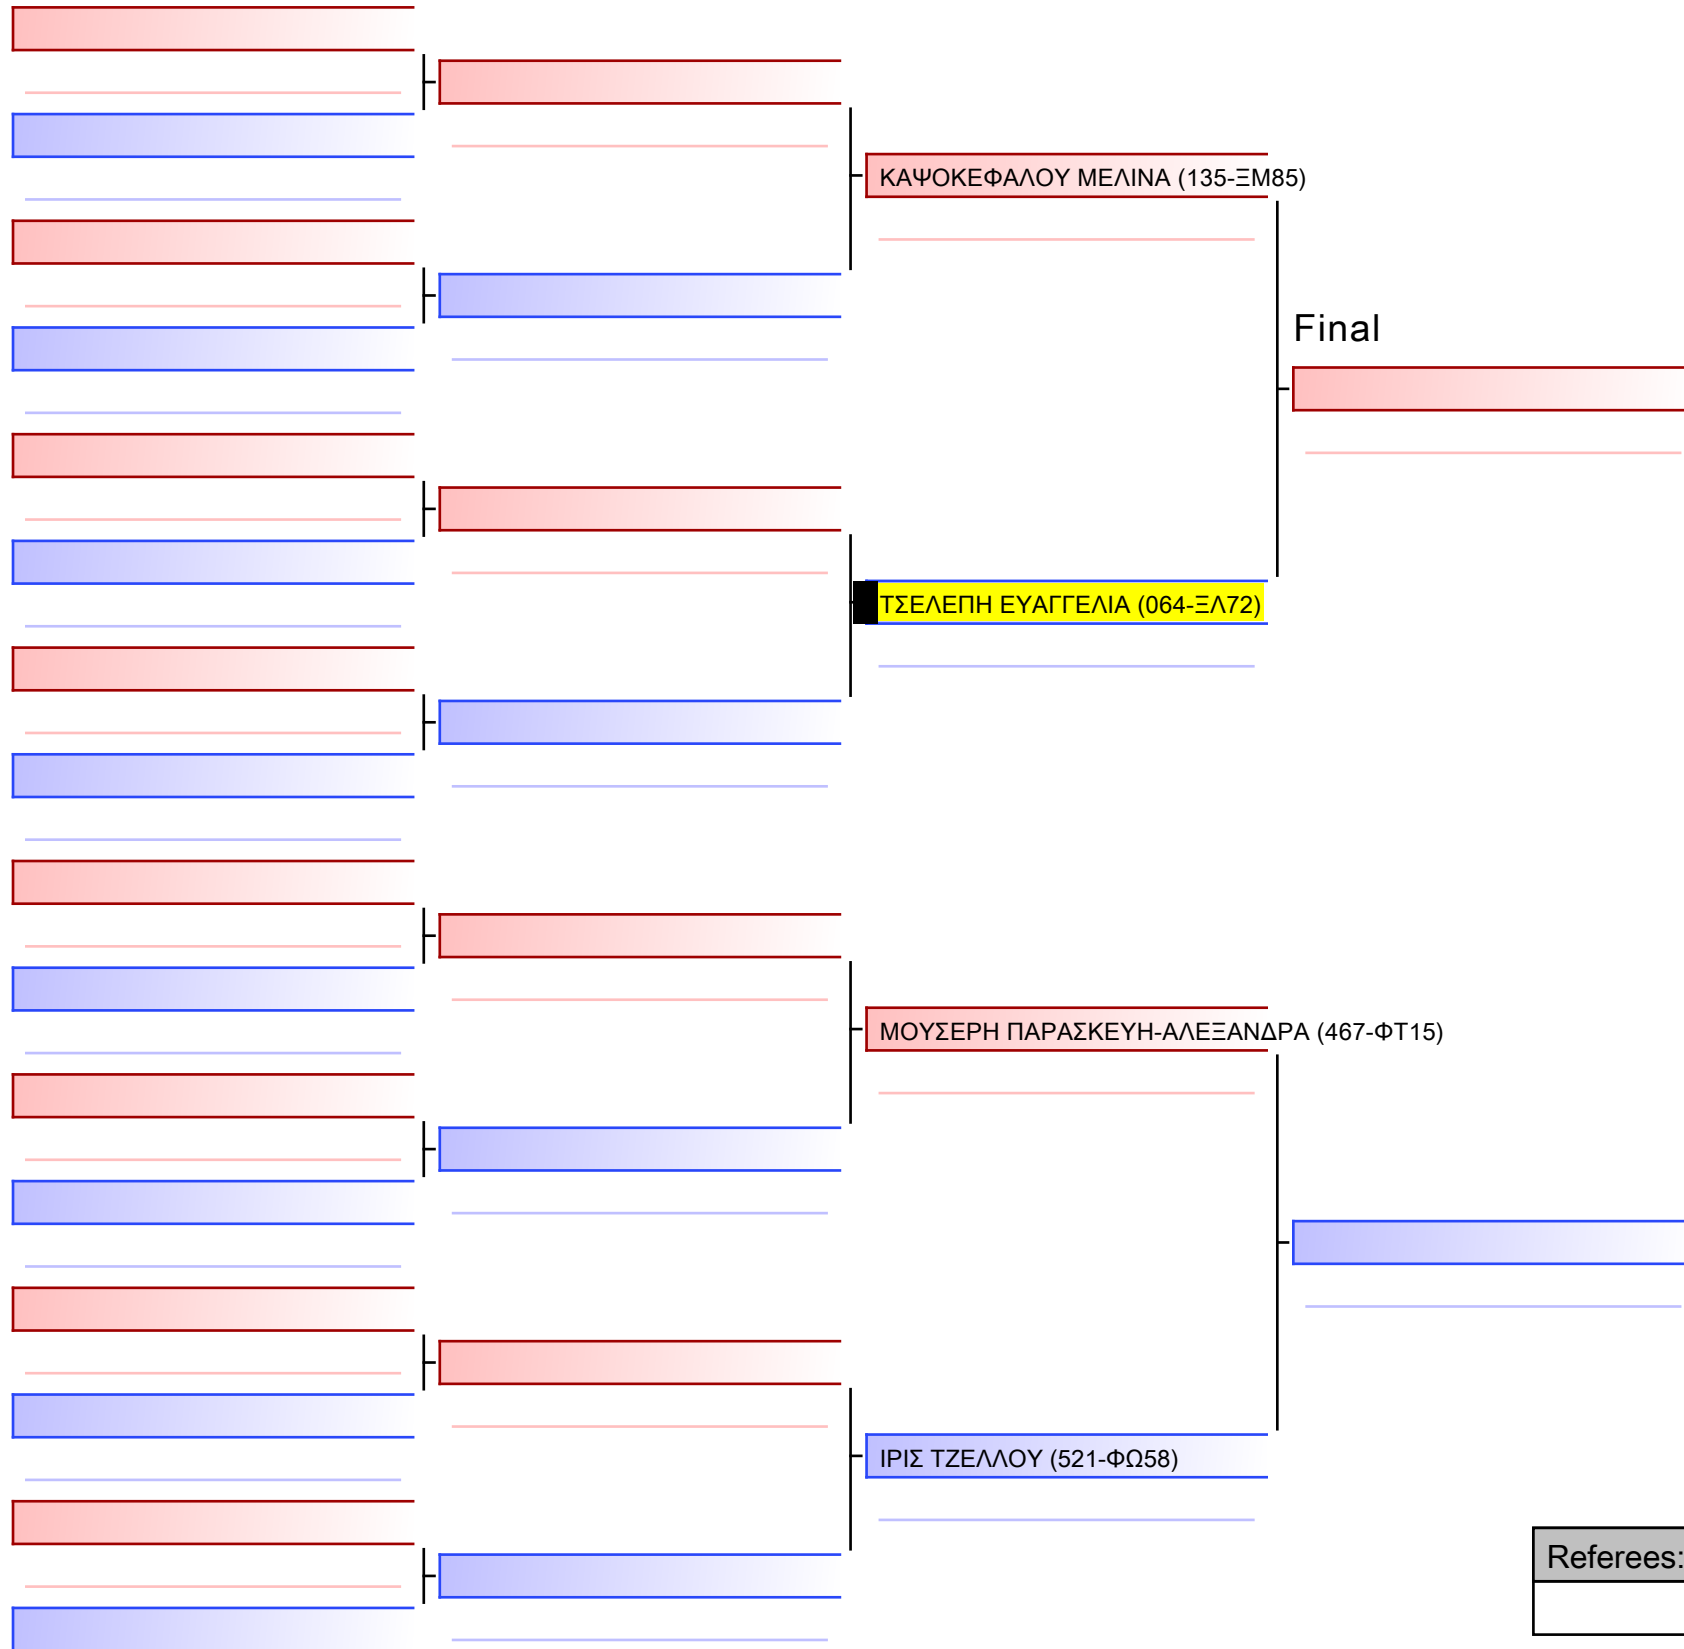 ΚΑΨΟΚΕΦΑΛΟΥ ΜΕΛΙΝΑ (135-ΞΜ85)
Final
ΤΣΕΛΕΠΗ ΕΥΑΓΓΕΛΙΑ (064-ΞΛ72)
ΜΟΥΣΕΡΗ ΠΑΡΑΣΚΕΥΗ-ΑΛΕΞΑΝΔΡΑ (467-ΦΤ15)
ΙΡΙΣ ΤΖΕΛΛΟΥ (521-ΦΩ58)
Referees: